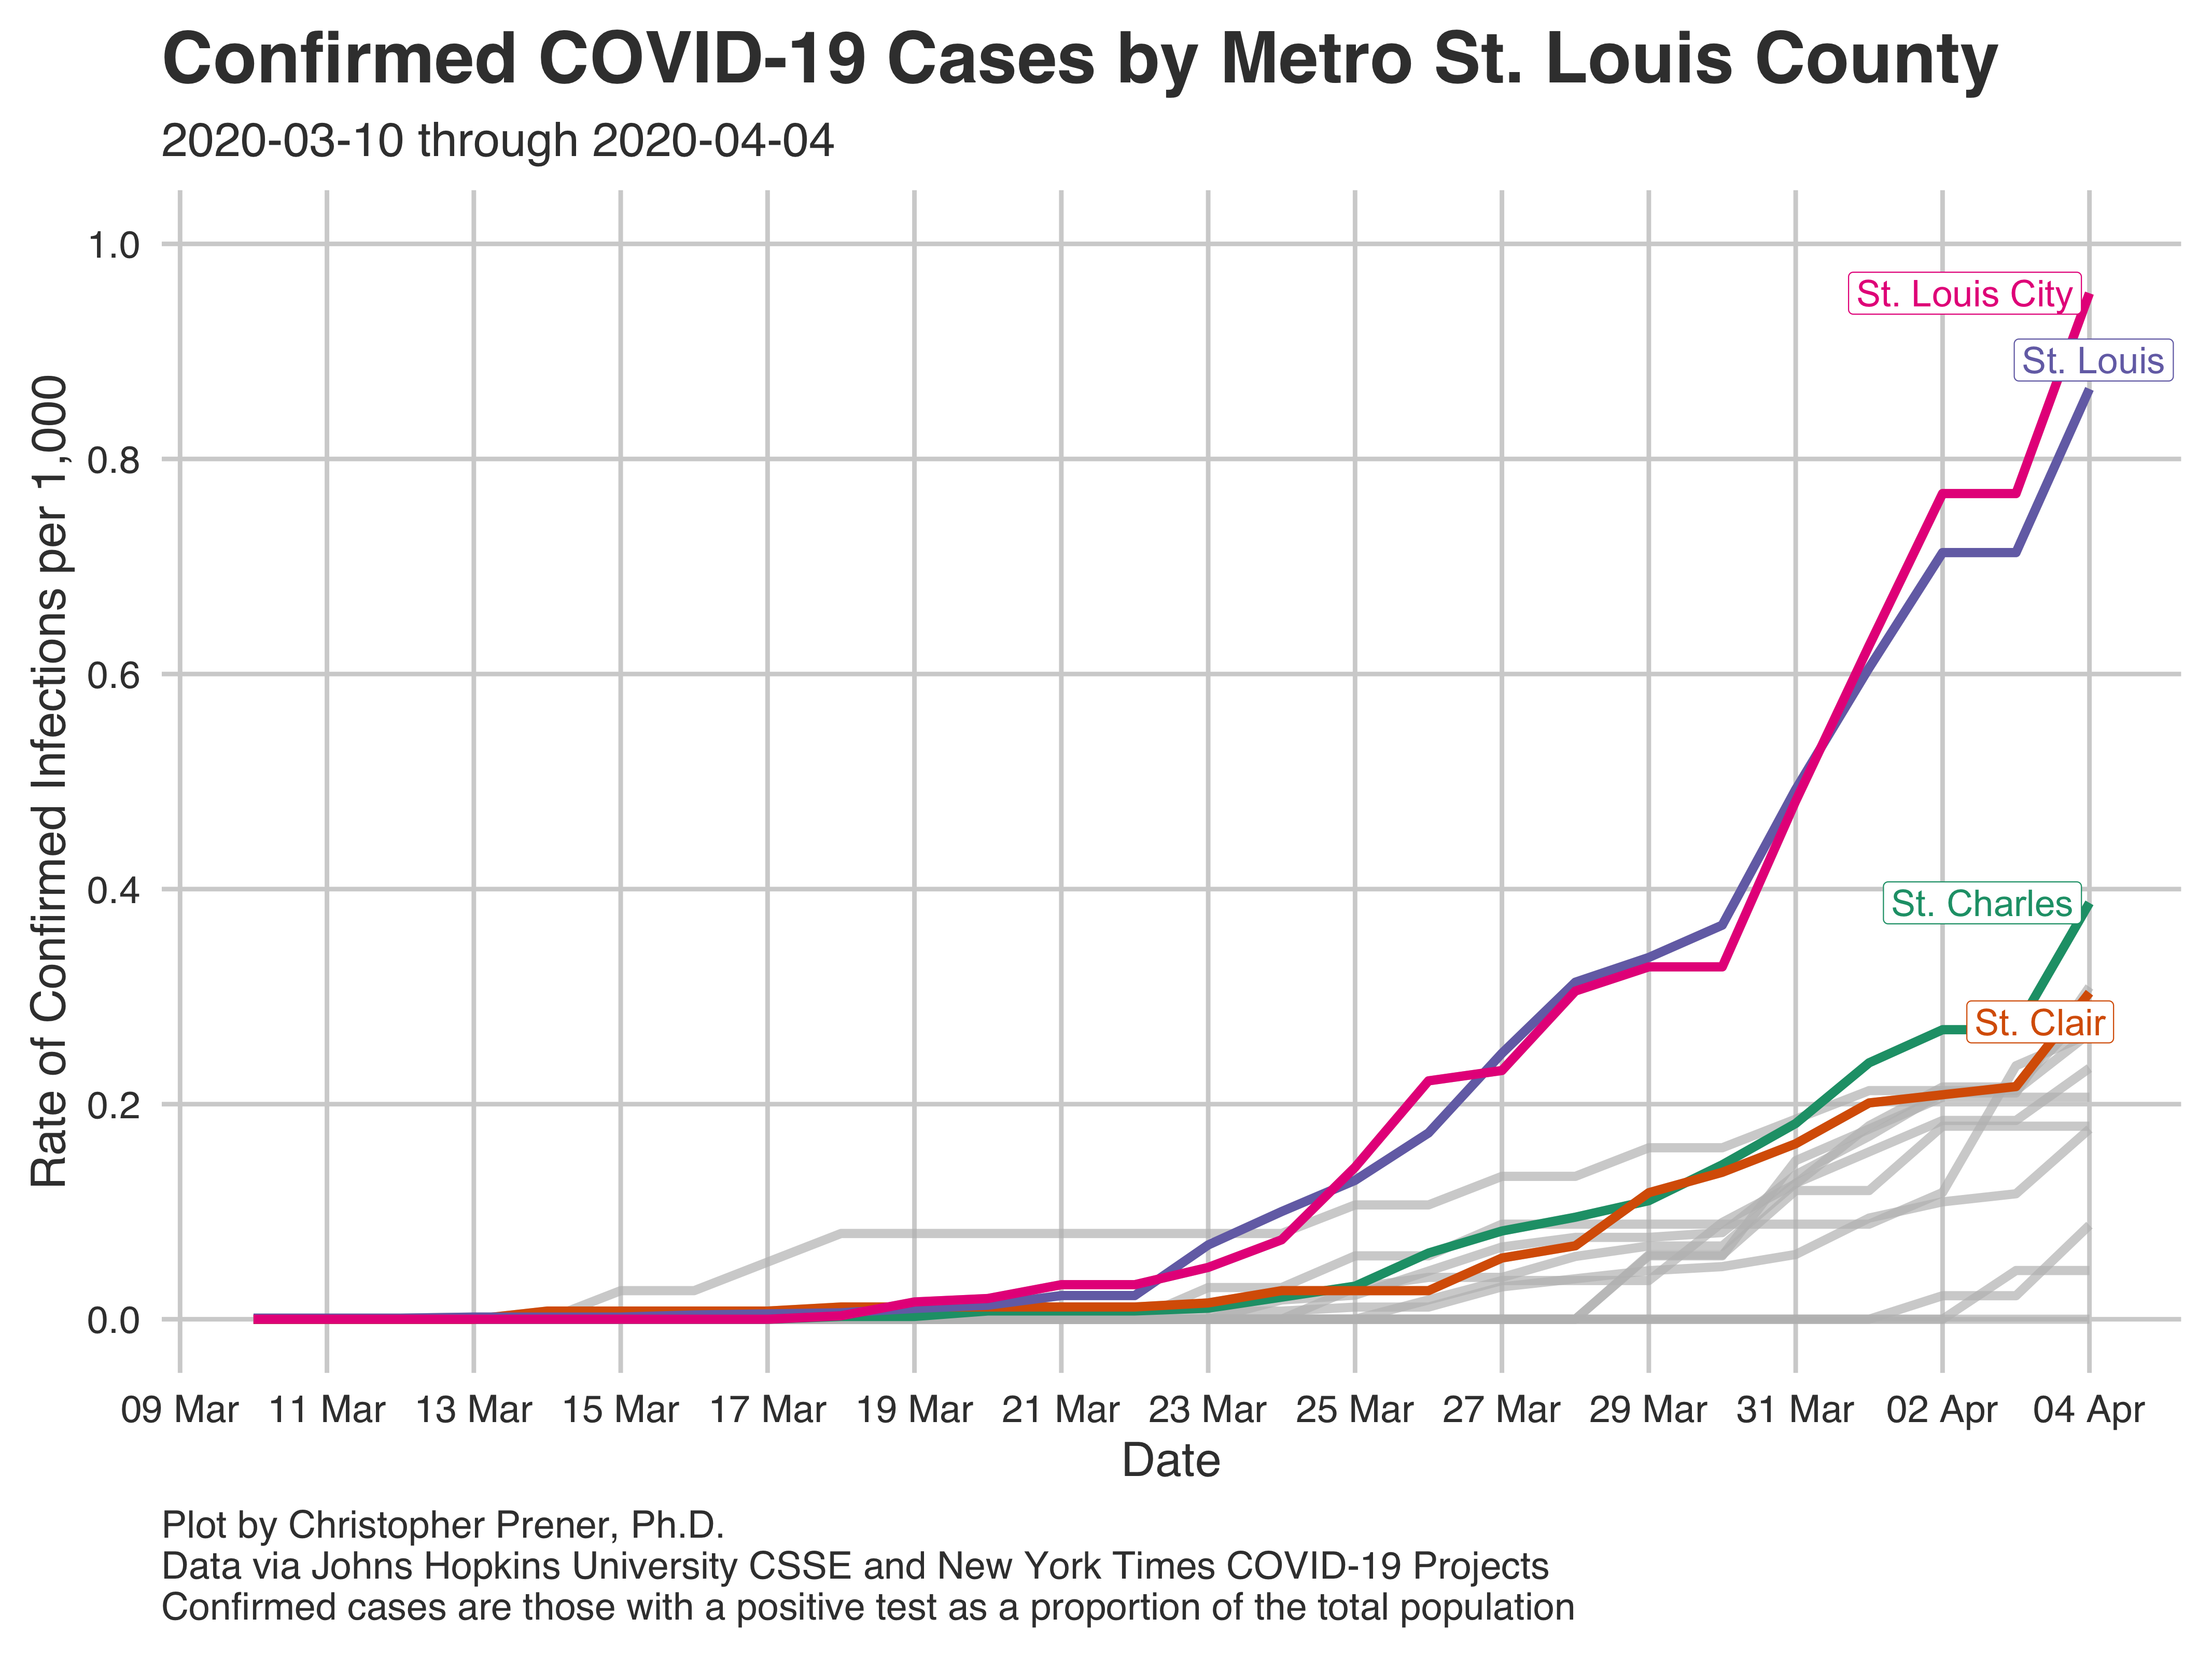 Confirmed COVID-19 Cases by Metro St. Louis County
2020-03-10 through 2020-04-04
Rate of Confirmed Infections per 1,000
1.0
0.8
0.6
0.4
0.2
0.0
St. Louis City
St. Louis
St. Charles
St. Clair
09 Mar 11 Mar 13 Mar 15 Mar 17 Mar 19 Mar 21 Mar 23 Mar 25 Mar 27 Mar 29 Mar 31 Mar 02 Apr 04 Apr
Date
Plot by Christopher Prener, Ph.D.
Data via Johns Hopkins University CSSE and New York Times COVID-19 Projects
Confirmed cases are those with a positive test as a proportion of the total population